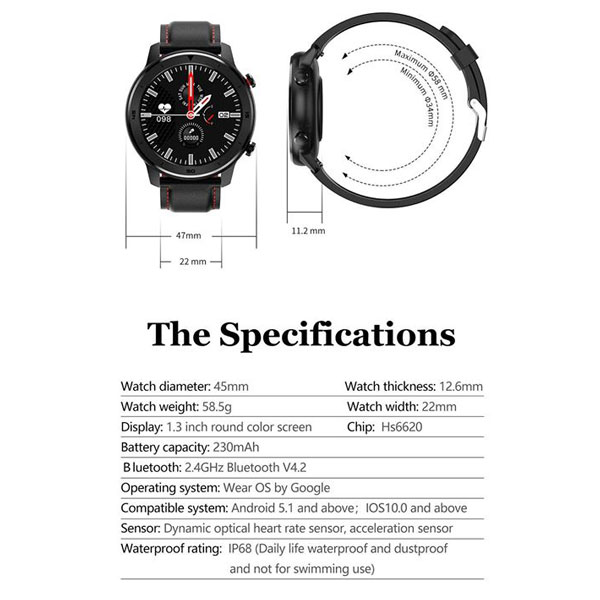 Maximum Φ58 mm
Minimum Φ34mm
098
02
00000
47mm
22 mm
11.2 mm
The Specifications
Watch diameter: 45mm
Watch thickness: 12.6mm
Watch weight: 58.5g
Watch width: 22mm
Display: 1.3 inch round color screen
Chip: Hs6620
Battery capacity: 230mAh
Bluetooth: 2.4GHz Bluetooth V4.2
Operating system: Wear OS by Google
Compatible system: Android 5.1 and above; IOS10.0 and above
Sensor: Dynamic optical heart rate sensor, acceleration sensor
Waterproof rating: IP68 (Daily life waterproof and dustproof
and not for swimming use)